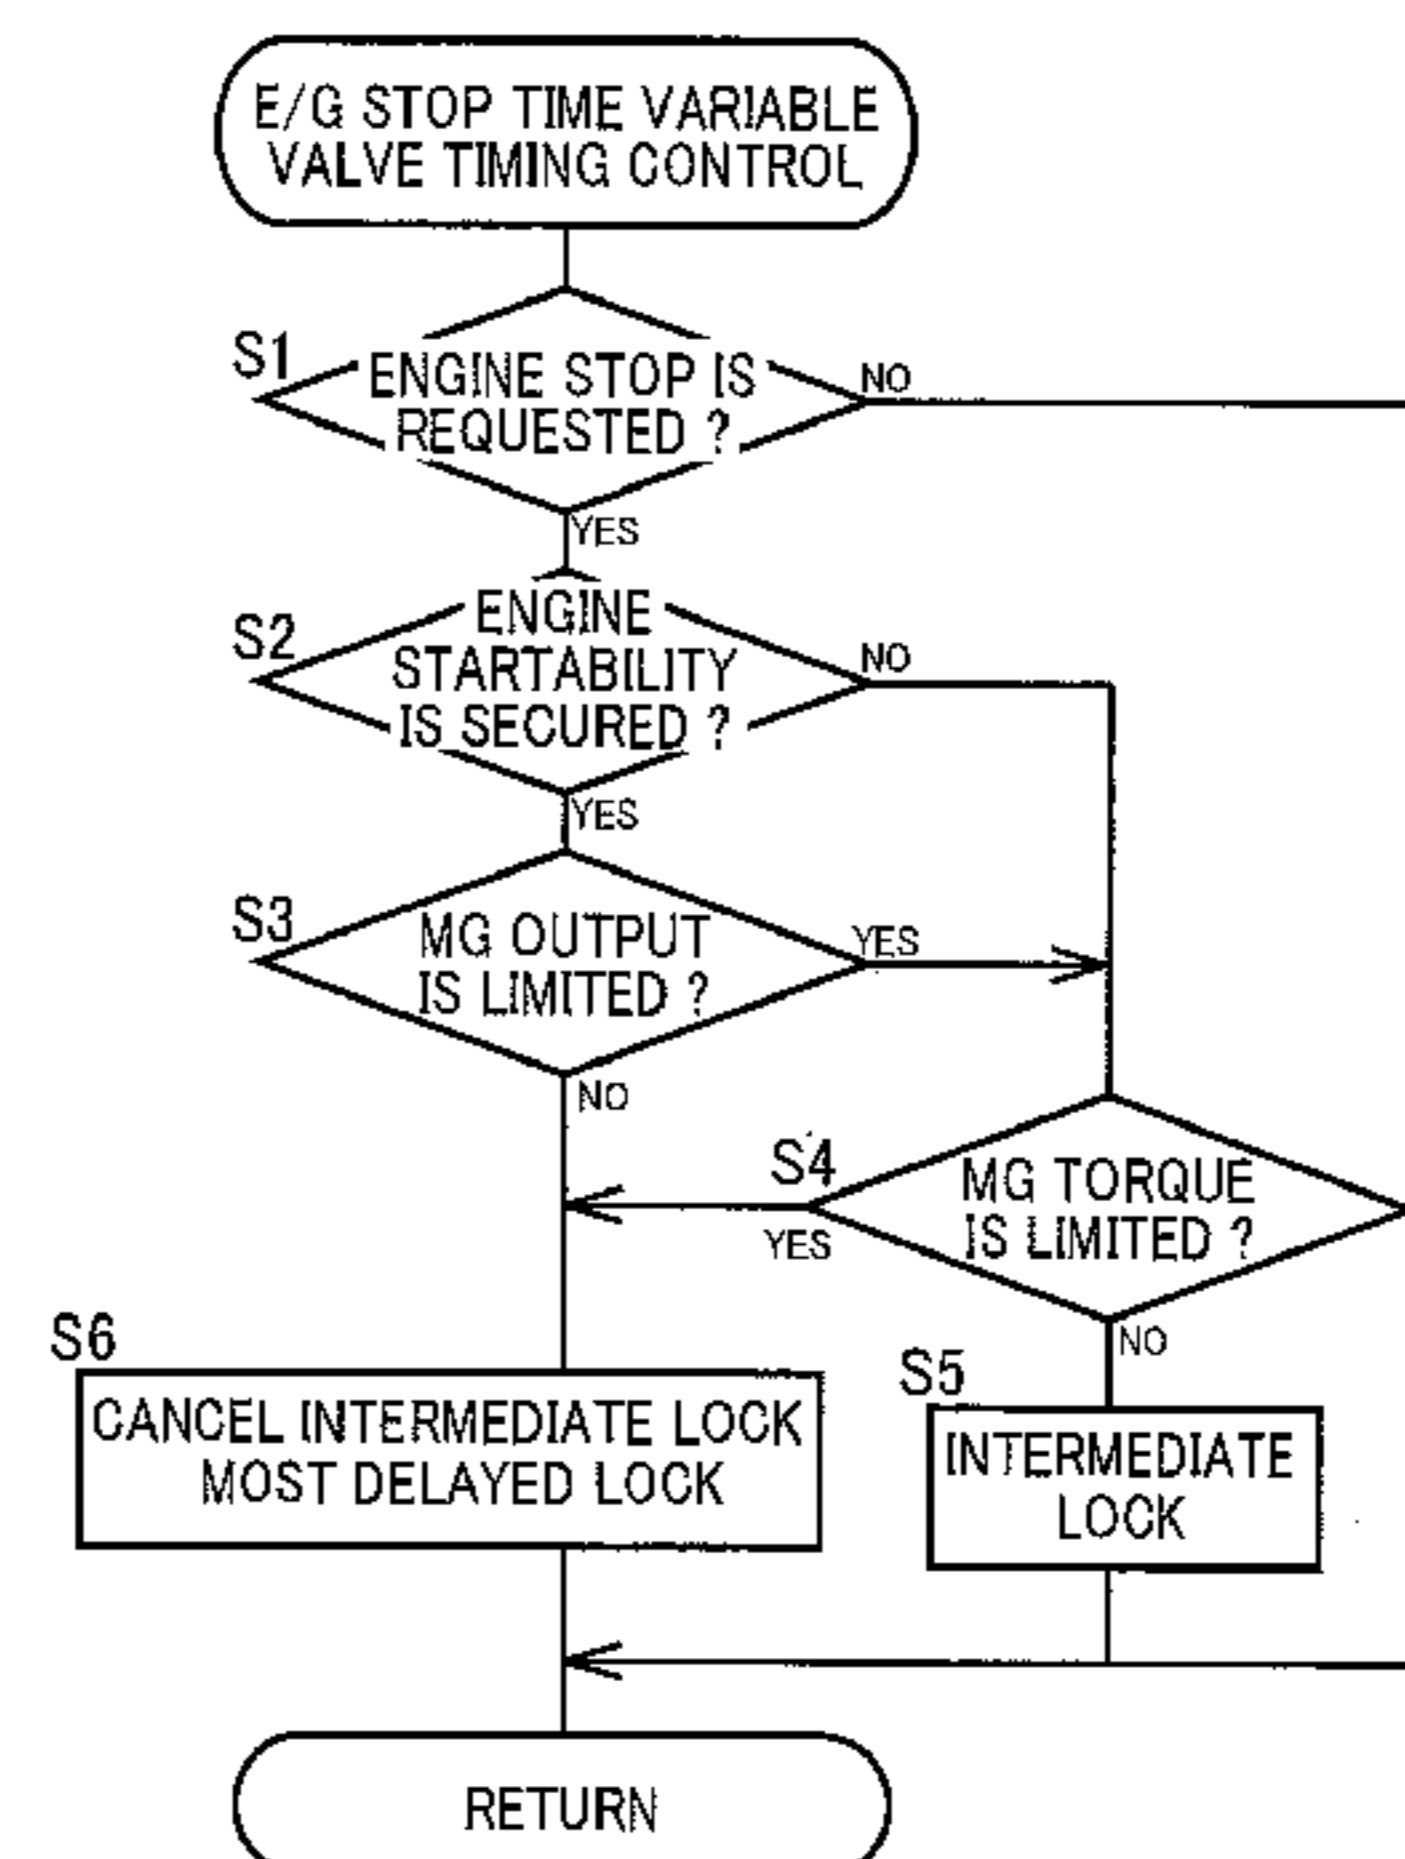 E/G STOP TIME VARIABLE
VALVE TIMING CONTROL
S1
ENGINE STOP IS
REQUESTED ?
NO
YES
S2
ENGINE
STARTABILITY
IS SECURED ?
NO
YES
S3
MG OUTPUT
IS LIMITED ?
YES
NO
S4
MG TORQUE
IS LIMITED ?
YES
NO
S6
CANCEL INTERMEDIATE LOCK
MOST DELAYED LOCK
S5
INTERMEDIATE
LOCK
RETURN